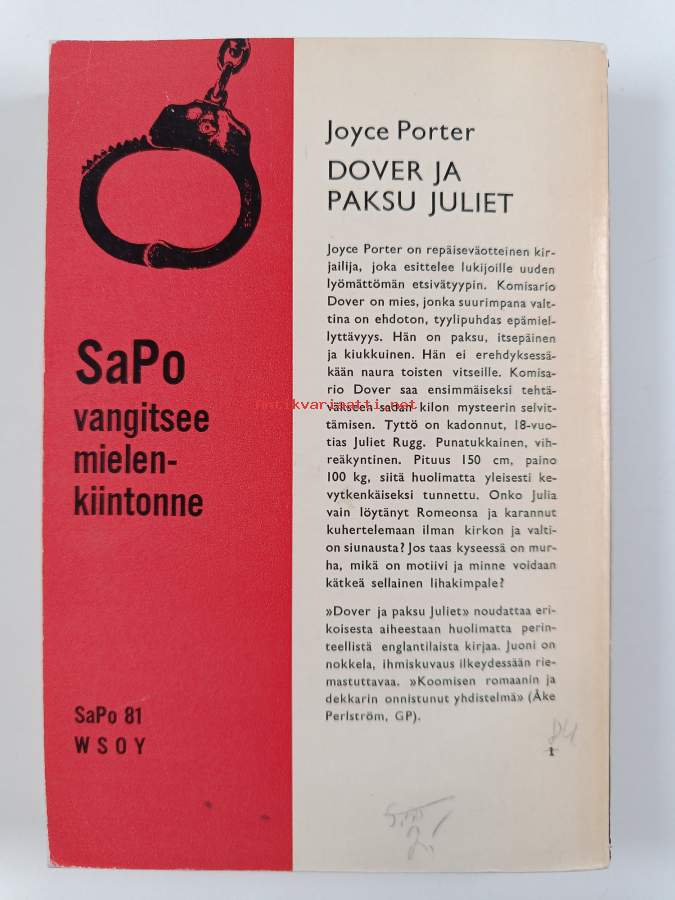 SaPo
vangitsee
mielen-
kiintonne
SaPo 81
WSOY
Joyce Porter
DOVER JA
PAKSU JULIET
Joyce Porter on repäiseväotteinen kir-
jailija, joka esittelee lukijoille uuden
lyömättömän etsivätyypin. Komisario
Dover on mies, jonka suurimpana valt-
tina on ehdoton, tyylipuhdas epämiel-
lyttävyys. Hän on paksu, itsepäinen
ja kiukkuinen. Hän ei erehdyksessä-
kään naura toisten vitseille. Komisa-
rio Dover saa ensimmäiseksi tehtä-
väkseen sadan kilon mysteerin selvit-
tämisen. Tyttö on kadonnut, 18-vuo-
tias Juliet Rugg. Punatukkainen, vih-
reäkyntinen. Pituus 150 cm, paino
100 kg, siitä huolimatta yleisesti ke-
vytkenkäiseksi tunnettu. Onko Julia
vain löytänyt Romeonsa ja karannut
kuhertelemaan ilman kirkon ja valti-
on siunausta? Jos taas kyseessä on mur-
ha, mikä on motiivi ja minne voidaan
kätkeä sellainen lihakimpale?
»Dover ja paksu Juliet» noudattaa eri-
koisesta aiheestaan huolimatta perin-
teellistä englantilaista kirjaa. Juoni on
nokkela, ihmiskuvaus ilkeydessään rie-
mastuttavaa. »Koomisen romaanin ja
dekkarin onnistunut yhdistelmä» (Åke
Perlström, GP).
84
1
antikvariaatti.net